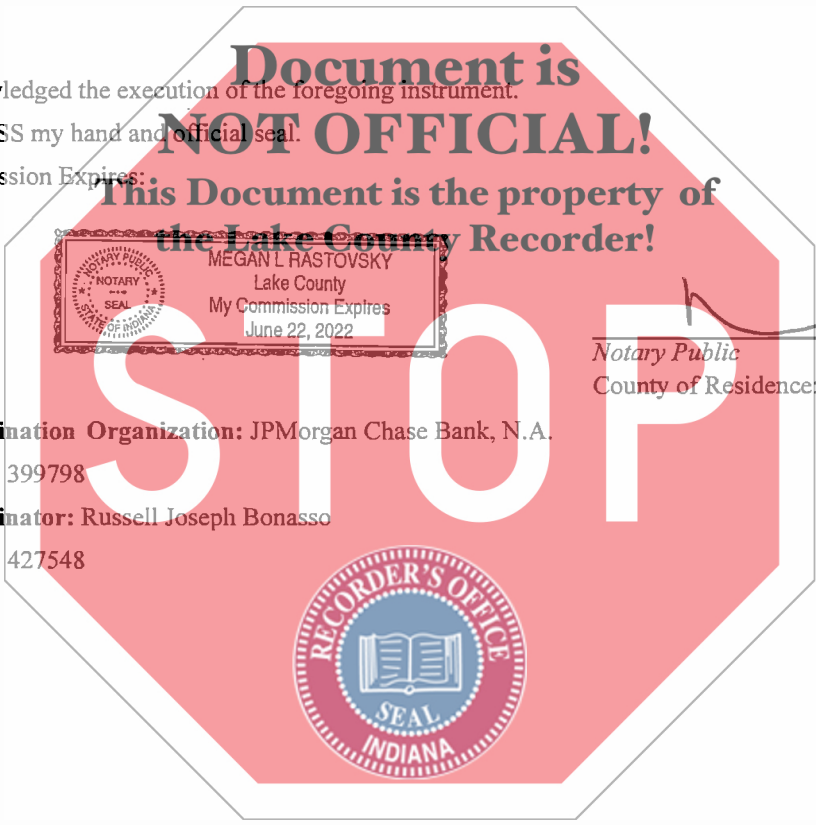 Document is
ledged the execution of the foregoing instrument.
NOT OFFICIAL!
SS my hand and official seal.
ssion Expires:
This Document is the property of
the Lake County Recorder!
MEGAN L RASTOVSKY
Lake County
My Commission Expires
June 22, 2022
NOTARY PUBLIC
NOTARY
SEAL
STATE OF INDIANA
STOP
Notary Public
County of Residence:
ination Organization: JPMorgan Chase Bank, N.A.
399798
inator: Russell Joseph Bonasso
427548
RECORDER'S OFFICE
SEAL
INDIANA